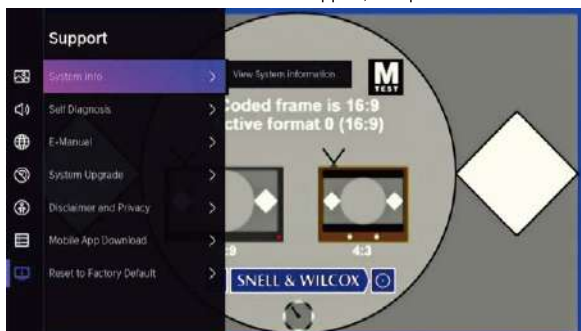 Support
System info
View System information
Self Diagnosis
E-Manual
System Upgrade
Disclaimer and Privacy
Mobile App Download
Reset to Factory Default
M
TEST
Coded frame is 16:9
ctive format 0 (16:9)
:9
4:3
SNELL & WILCOX